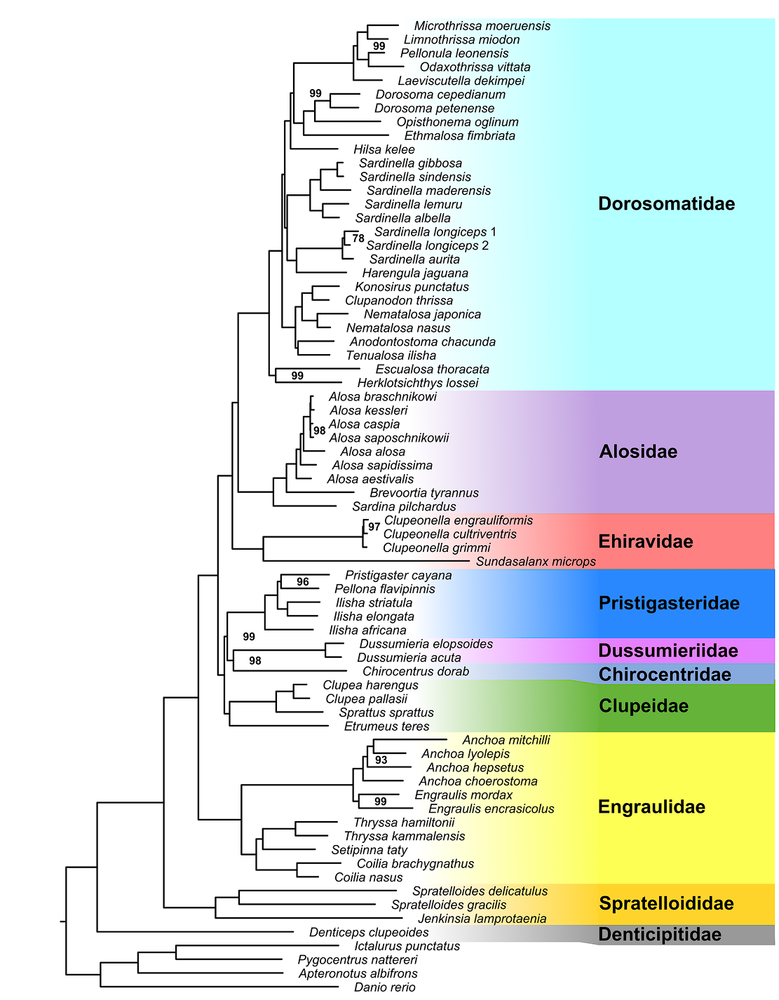 Microthrissa moeruensis
Limnothrissa miodon
99
Pellonula leonensis
Odaxothrissa vittata
Laeviscutella dekimpei
99
Dorosoma cepedianum
Dorosoma petenense
Opisthonema oglinum
Ethmalosa fimbriata
Hilsa kelee
Sardinella gibbosa
Sardinella sindensis
Sardinella maderensis
Sardinella lemuru
Dorosomatidae
Sardinella albella
Sardinella longiceps 1
78
Sardinella longiceps 2
Sardinella aurita
Harengula jaguana
Konosirus punctatus
Clupanodon thrissa
Nematalosa japonica
Nematalosa nasus
Anodontostoma chacunda
Tenualosa ilisha
Escualosa thoracata
99
Herklotsichthys lossei
Alosa braschnikowi
Alosa kessleri
Alosa caspia
98
Alosa saposchnikowii
Alosa alosa
Alosidae
Alosa sapidissima
Alosa aestivalis
Brevoortia tyrannus
Sardina pilchardus
Clupeonella engrauliformis
97
Clupeonella cultriventris
Ehiravidae
Clupeonella grimmi
Sundasalanx microps
Pristigaster cayana
96
Pellona flavipinnis
Ilisha striatula
Pristigasteridae
Ilisha elongata
Ilisha africana
99
Dussumieria elopsoides
Dussumieriidae
Dussumieria acuta
98
Chirocentrus dorab
Chirocentridae
Clupea harengus
Clupea pallasii
Clupeidae
Sprattus sprattus
Etrumeus teres
Anchoa mitchilli
Anchoa lyolepis
93
Anchoa hepsetus
Anchoa choerostoma
Engraulis mordax
99
Engraulis encrasicolus
Engraulidae
Thryssa hamiltonii
Thryssa kammalensis
Setipinna taty
Coilia brachygnathus
Coilia nasus
Spratelloides delicatulus
Spratelloides gracilis
Spratelloididae
Jenkinsia lamprotaenia
Denticeps clupeoides
Denticipitidae
Ictalurus punctatus
Pygocentrus nattereri
Apteronotus albifrons
Danio rerio